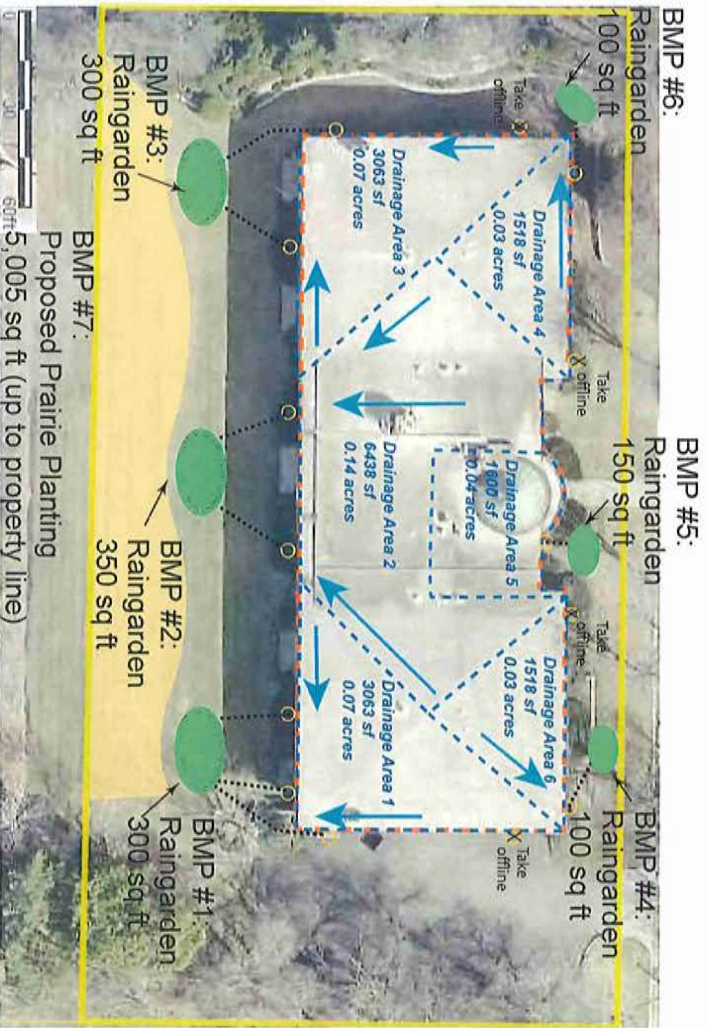 BMP #6:
Raingarden
100 sq ft
BMP #5:
Raingarden
150 sq ft
BMP #4:
Raingarden
100 sq ft
Take
offline
X
Take
offline
X
Take
offline
X
Take
offline
X
Drainage Area 4
1518 sf
0.03 acres
Drainage Area 3
3063 sf
0.07 acres
Drainage Area 5
1600 sf
0.04 acres
Drainage Area 2
6438 sf
0.14 acres
Drainage Area 6
1518 sf
0.03 acres
Drainage Area 1
3063 sf
0.07 acres
BMP #3:
Raingarden
300 sq ft
BMP #2:
Raingarden
350 sq ft
BMP #1:
Raingarden
300 sq ft
BMP #7:
Proposed Prairie Planting
5,005 sq ft (up to property line)
0
30
60ft